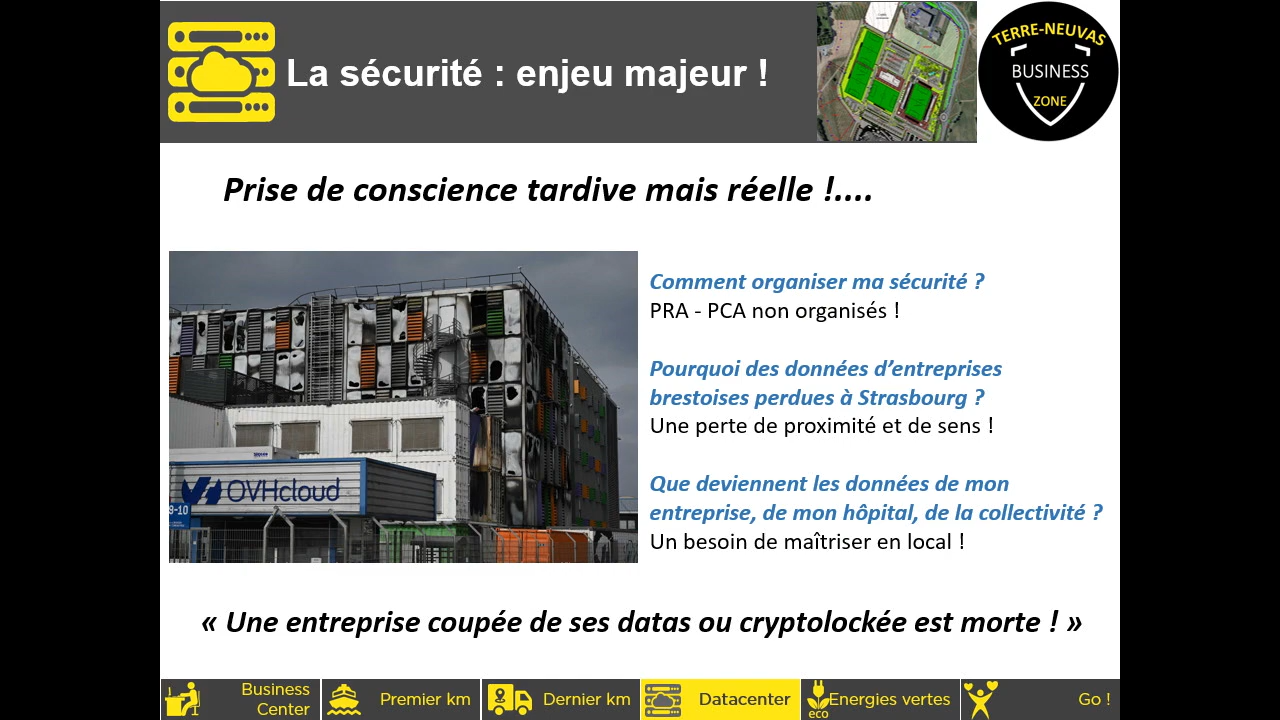 La sécurité : enjeu majeur !
TERRE-NEUVAS
BUSINESS
ZONE
Prise de conscience tardive mais réelle !....
Comment organiser ma sécurité ?
PRA - PCA non organisés !
Pourquoi des données d’entreprises
brestoises perdues à Strasbourg ?
Une perte de proximité et de sens !
Que deviennent les données de mon
entreprise, de mon hôpital, de la collectivité ?
Un besoin de maîtriser en local !
OVHcloud
9-10
« Une entreprise coupée de ses datas ou cryptolockée est morte ! »
Business
Center
Premier km
Dernier km
Datacenter
eco
Energies vertes
Go !